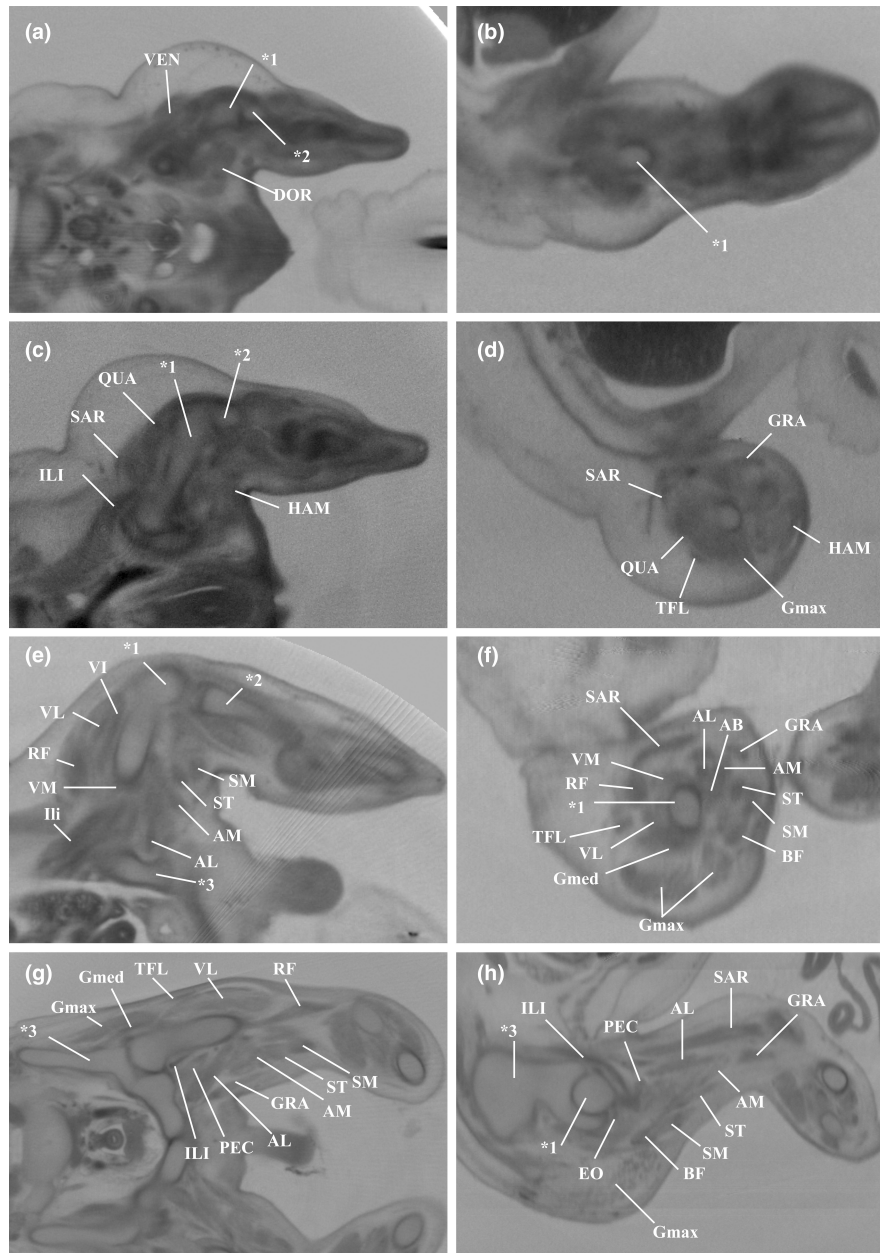 (a)
VEN
*1
*2
DOR
(b)
*1
(c)
*1
*2
QUA
SAR
ILI
HAM
(d)
GRA
SAR
QUA
HAM
TFL
Gmax
(e)
*1
VI
*2
VL
RF
SM
VM
ST
Ili
AM
AL
*3
(f)
SAR
AL
AB
GRA
VM
AM
RF
ST
*1
SM
TFL
BF
VL
Gmed
Gmax
(g)
TFL
VL
RF
Gmed
Gmax
*3
SM
ST
AM
GRA
AL
PEC
ILI
(h)
SAR
ILI
AL
GRA
PEC
*3
AM
ST
*1
SM
EO
BF
Gmax